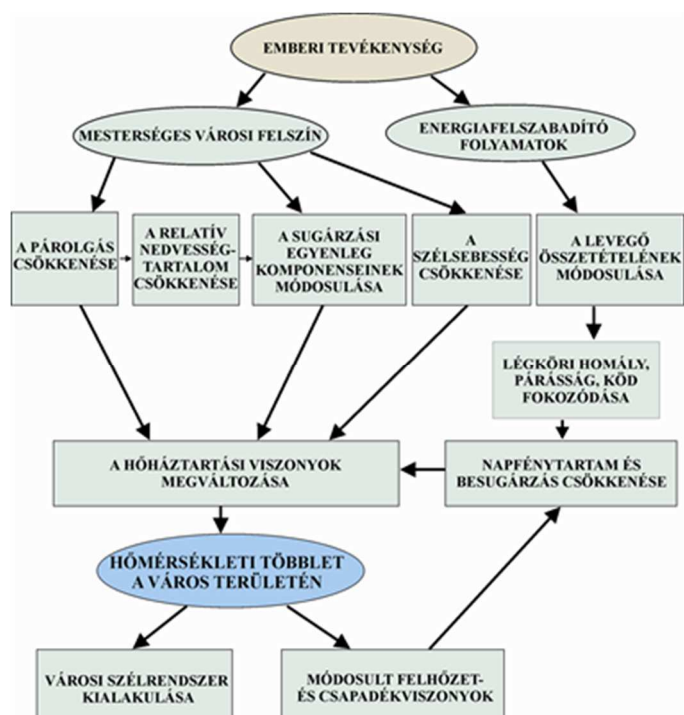 EMBERI TEVÉKENYSÉG
MESTERSÉGES VÁROSI FELSZÍN
ENERGIAFELSZABADÍTÓ
FOLYAMATOK
A PÁROLGÁS
CSÖKKENÉSE
A RELATÍV
NEDVESSÉG-
TARTALOM
CSÖKKENÉSE
A SUGÁRZÁSI
EGYENLEG
KOMPONENSEINEK
MÓDOSULÁSA
A
SZÉLSEBESSÉG
CSÖKKENÉSE
A LEVEGŐ
ÖSSZETÉTELÉNEK
MÓDOSULÁSA
LÉGKÖRI HOMÁLY,
PÁRÁSSÁG, KÖD
FOKOZÓDÁSA
A HŐHÁZTARTÁSI VISZONYOK
MEGVÁLTOZÁSA
NAPFÉNYTARTAM ÉS
BESUGÁRZÁS CSÖKKENÉSE
HŐMÉRSÉKLETI TÖBBLET
A VÁROS TERÜLETÉN
VÁROSI SZÉLRENDSZER
KIALAKULÁSA
MÓDOSULT FELHŐZET-
ÉS CSAPADÉKVISZONYOK